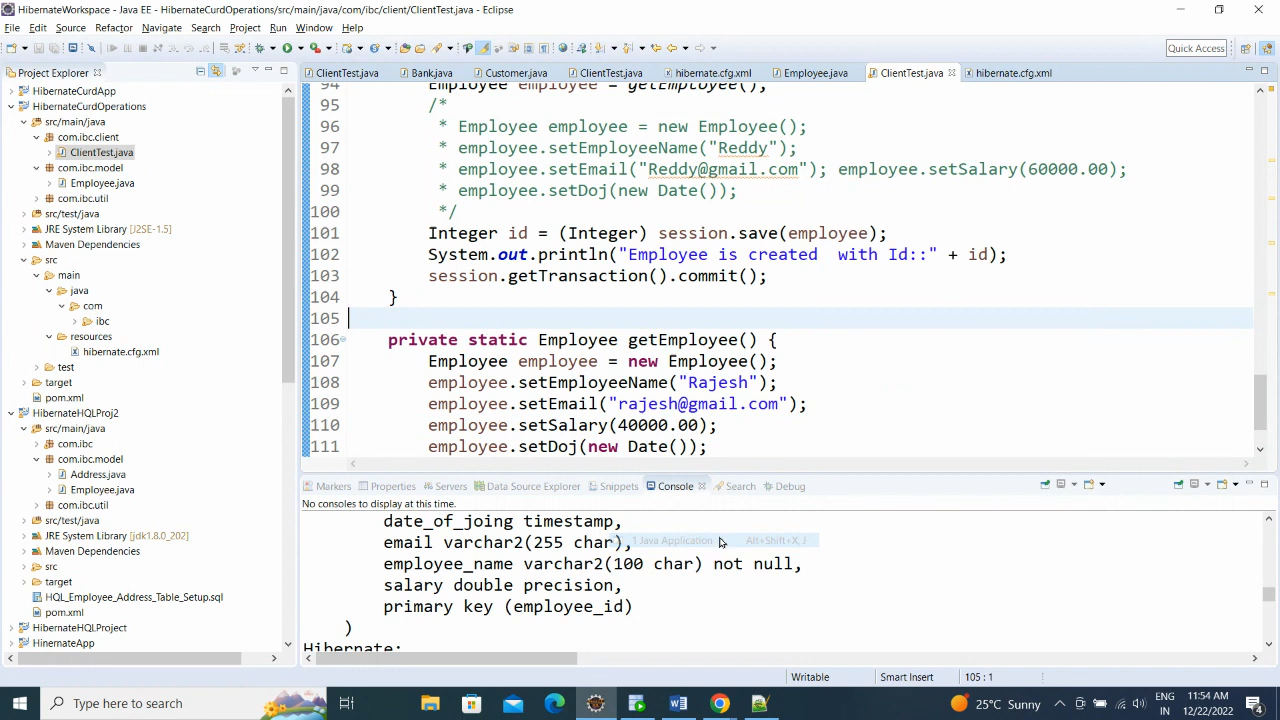 HibernateWorkspace - Java EE - HibernateCurdOperations/src/main/java/com/ibc/client/ClientTest.java - Eclipse
File Edit Source Refactor Navigate Search Project Run Window Help
Quick Access
Project Explorer
HibernateCurdApp
HibernateCurdOperations
src/main/java
com.ibc.client
ClientTest.java
com.ibc.model
Employee.java
com.ibc.util
src/test/java
JRE System Library [J2SE-1.5]
Maven Dependencies
src
main
java
com
ibc
resources
hibernate.cfg.xml
test
target
pom.xml
HibernateHQLProj2
src/main/java
com.ibc
com.ibc.model
Address.java
Employee.java
com.ibc.util
src/test/java
JRE System Library [jdk1.8.0_202]
Maven Dependencies
src
target
HQL_Employee_Address_Table_Setup.sql
pom.xml
HibernateHQLProject
HinernateApp
ClientTest.java Bank.java Customer.java ClientTest.java hibernate.cfg.xml Employee.java ClientTest.java hibernate.cfg.xml
94 Employee employee = getEmployee();
95 /*
96 * Employee employee = new Employee();
97 * employee.setEmployeeName("Reddy");
98 * employee.setEmail("Reddy@gmail.com"); employee.setSalary(60000.00);
99 * employee.setDoj(new Date());
100 */
101 Integer id = (Integer) session.save(employee);
102 System.out.println("Employee is created  with Id::" + id);
103 session.getTransaction().commit();
104 }
105
106 private static Employee getEmployee() {
107 Employee employee = new Employee();
108 employee.setEmployeeName("Rajesh");
109 employee.setEmail("rajesh@gmail.com");
110 employee.setSalary(40000.00);
111 employee.setDoj(new Date());
Markers Properties Servers Data Source Explorer Snippets Console Search Debug
No consoles to display at this time.
date_of_joing timestamp,
email varchar2(255 char),
1 Java Application Alt+Shift+X, J
employee_name varchar2(100 char) not null,
salary double precision,
primary key (employee_id)
)
Hibernate:
Writable Smart Insert 105 : 1
Type here to search
25°C Sunny
ENG
IN
11:54 AM
12/22/2022
4